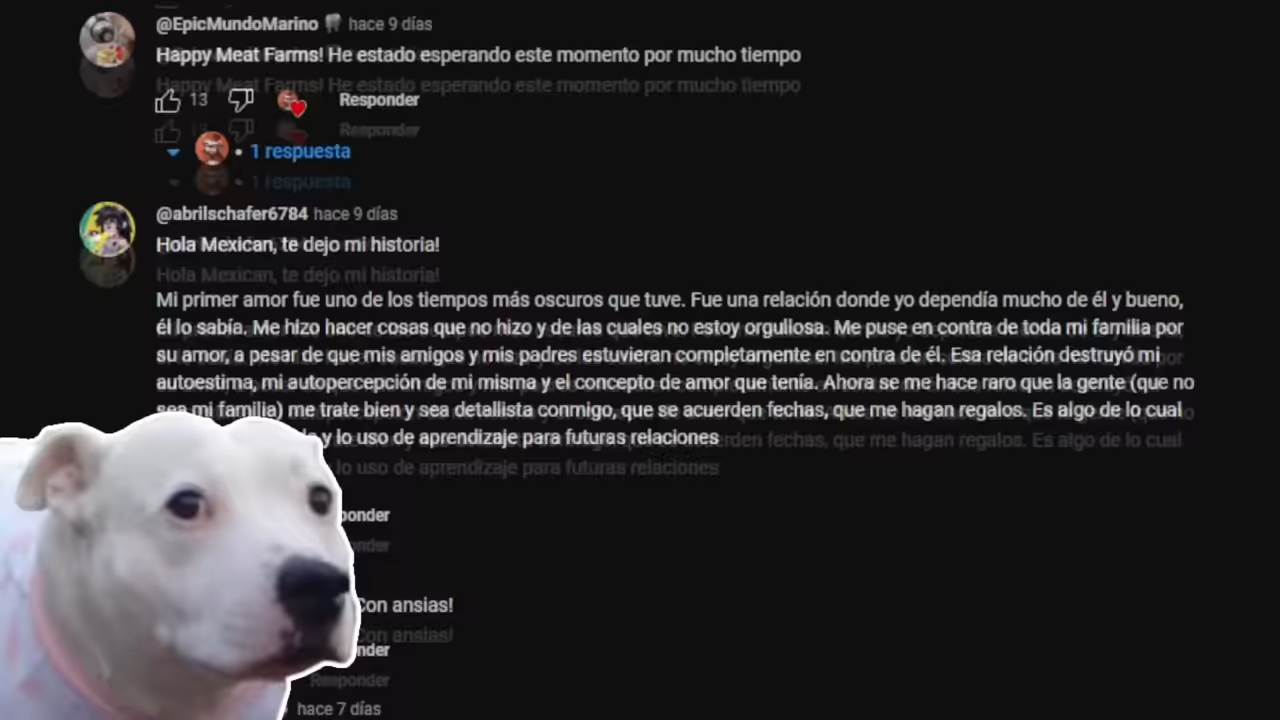 @EpicMundoMarino hace 9 días
Happy Meat Farms! He estado esperando este momento por mucho tiempo
13 Responder
1 respuesta
@abrilschafer6784 hace 9 días
Hola Mexican, te dejo mi historia!
Mi primer amor fue uno de los tiempos más oscuros que tuve. Fue una relación donde yo dependía mucho de él y bueno,
él lo sabía. Me hizo hacer cosas que no hizo y de las cuales no estoy orgullosa. Me puse en contra de toda mi familia por
su amor, a pesar de que mis amigos y mis padres estuvieran completamente en contra de él. Esa relación destruyó mi
autoestima, mi autopercepción de mi misma y el concepto de amor que tenía. Ahora se me hace raro que la gente (que no
sea mi familia) me trate bien y sea detallista conmigo, que se acuerden fechas, que me hagan regalos. Es algo de lo cual
y lo uso de aprendizaje para futuras relaciones
ponder
Con ansias!
nder
hace 7 días